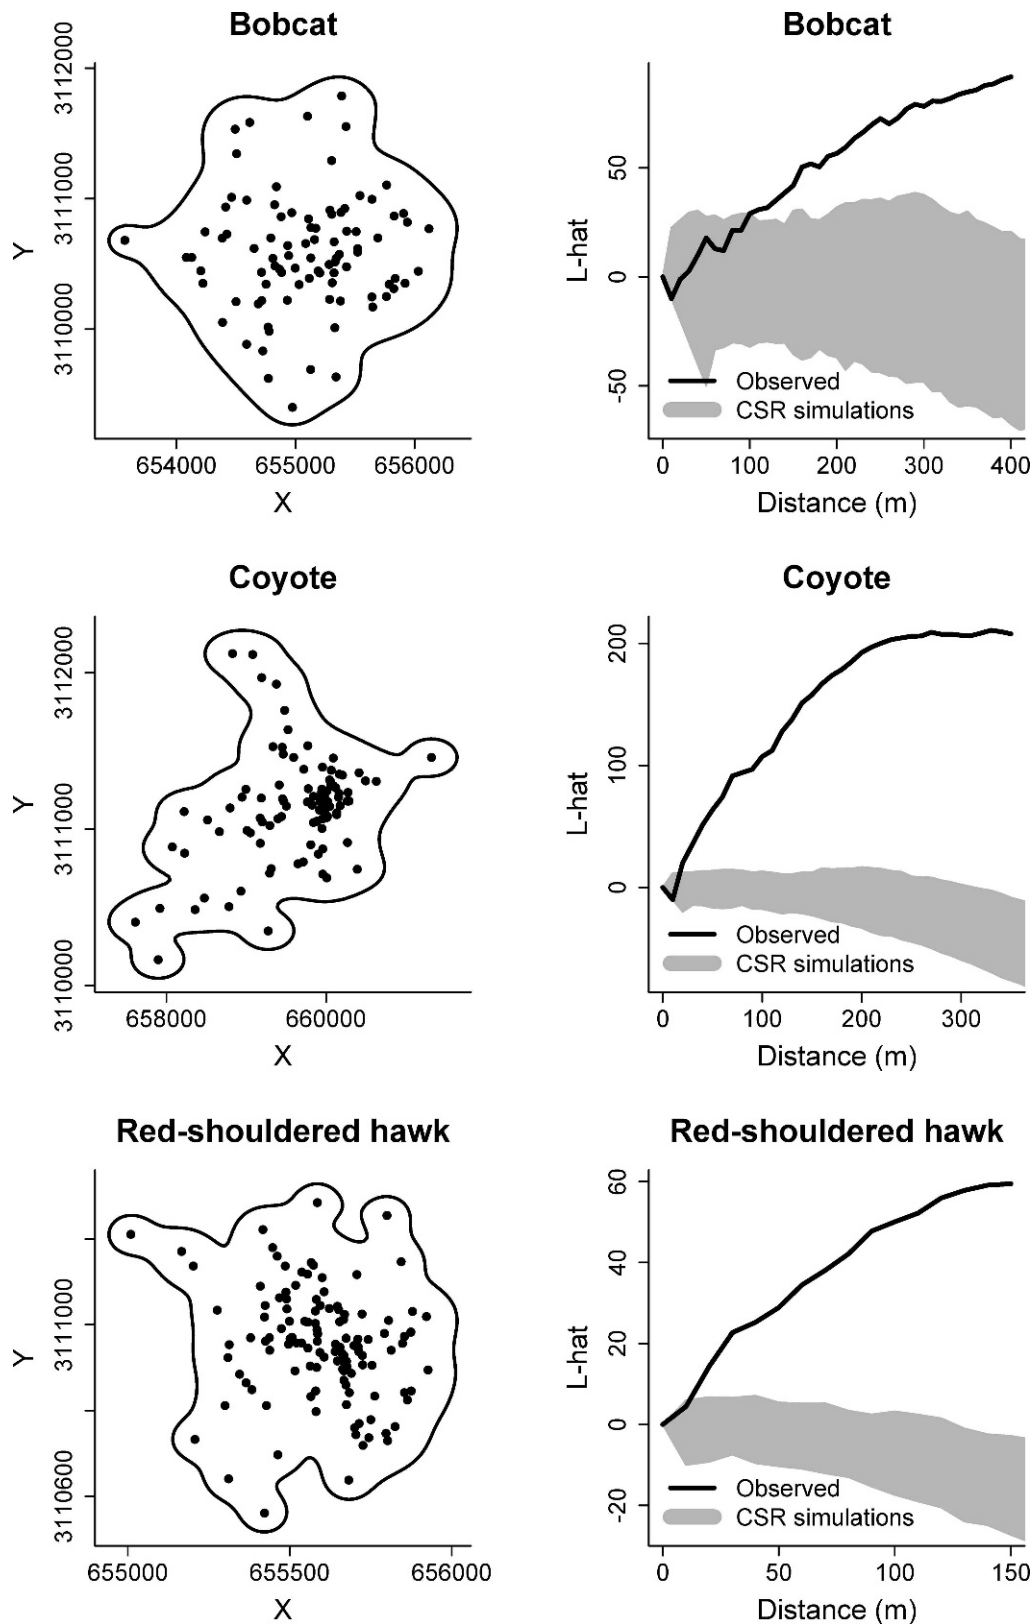 Bobcat
3112000
3111000
3110000
Y
654000 655000 656000
X
Bobcat
50
0
-50
L-hat
Observed
CSR simulations
0 100 200 300 400
Distance (m)
Coyote
3112000
3111000
3110000
Y
658000 660000
X
Coyote
200
100
0
L-hat
Observed
CSR simulations
0 100 200 300
Distance (m)
Red-shouldered hawk
3111000
3110600
Y
655000 655500 656000
X
Red-shouldered hawk
60
40
20
0
-20
L-hat
Observed
CSR simulations
0 50 100 150
Distance (m)